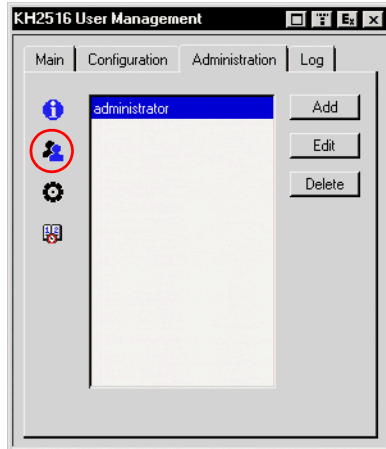 KH2516 User Management
Main Configuration Administration Log
administrator
Add
Edit
Delete